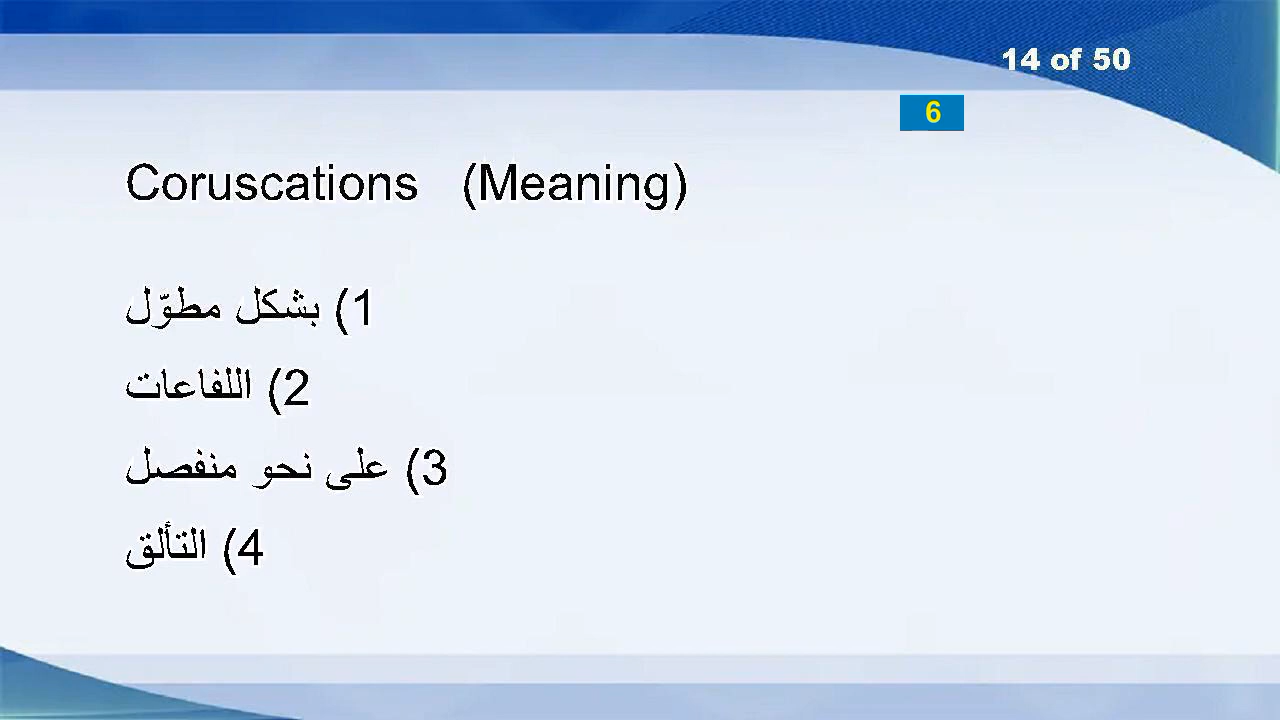 14 of 50
6
Coruscations (Meaning)
1) بشكل مطوّل
2) اللفاعات
3) على نحو منفصل
4) التألق